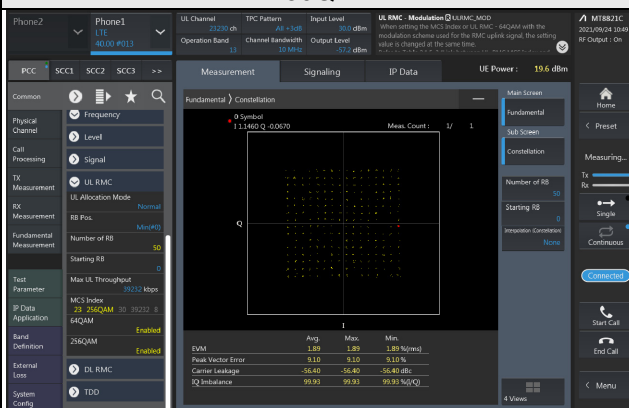 Phone2
Phone1
LTE
40.00 #013
UL Channel
23230 ch
TPC Pattern
All +3dB
Input Level
30.0 dBm
Operation Band
13
Channel Bandwidth
10 MHz
Output Level
-57.2 dBm
UL RMC - Modulation ULRMC_MOD
When setting the MCS Index or UL RMC - 64QAM with the
modulation scheme used for the RMC uplink signal, the setting
value is changed at the same time.
MT8821C
2021/09/24 10:49
RF Output : On
PCC
SCC1
SCC2
SCC3
>>
Measurement
Signaling
IP Data
UE Power : 19.6 dBm
Common
Physical
Channel
Call
Processing
TX
Measurement
RX
Measurement
Fundamental
Measurement
Test
Parameter
IP Data
Application
Band
Definition
External
Loss
System
Config
Frequency
Level
Signal
UL RMC
UL Allocation Mode
Normal
RB Pos.
Min(#0)
Number of RB
50
Starting RB
0
Max UL Throughput
39232 kbps
MCS Index
23 256QAM 30 39232 8
64QAM
Enabled
256QAM
Enabled
DL RMC
TDD
Fundamental ❭ Constellation
0 Symbol
I 1.1460 Q -0.0670
Meas. Count : 1/ 1
Q
I
Avg. Max. Min.
EVM 1.89 1.89 1.89 %(rms)
Peak Vector Error 9.10 9.10 9.10 %
Carrier Leakage -56.40 -56.40 -56.40 dBc
IQ Imbalance 99.93 99.93 99.93 %(I/Q)
Main Screen
Fundamental
Sub Screen
Constellation
Number of RB
50
Starting RB
0
Interpolation (Constellation)
None
4 Views
Home
< Preset
Measuring...
Tx
Rx
Single
Continuous
Connected
Start Call
End Call
< Menu